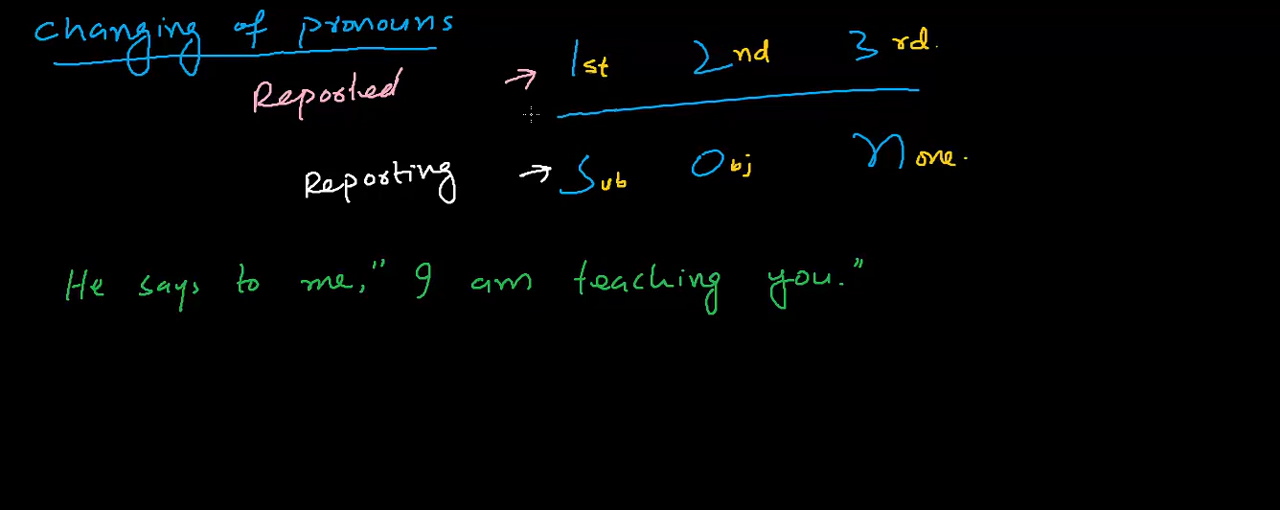 Changing of pronouns
Reported → 1st 2nd 3rd.
Reporting → Sub Obj None.
He says to me, "I am teaching you."